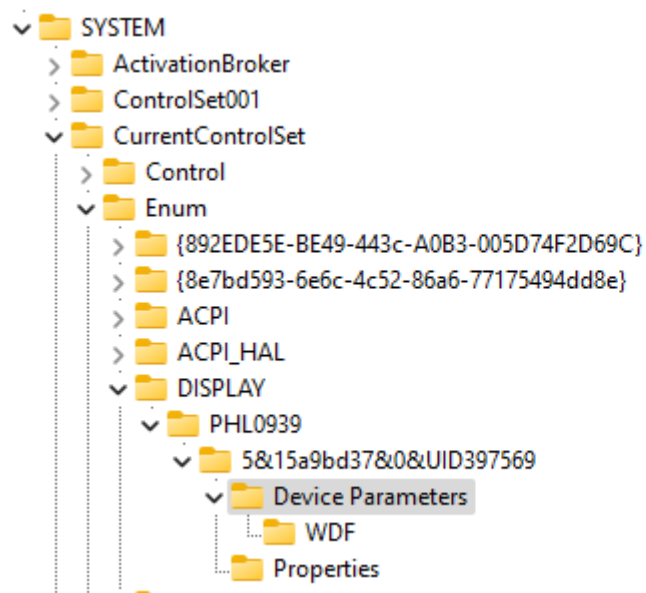 SYSTEM
ActivationBroker
ControlSet001
CurrentControlSet
Control
Enum
{892EDE5E-BE49-443c-A0B3-005D74F2D69C}
{8e7bd593-6e6c-4c52-86a6-77175494dd8e}
ACPI
ACPI_HAL
DISPLAY
PHL0939
5&15a9bd37&0&UID397569
Device Parameters
WDF
Properties